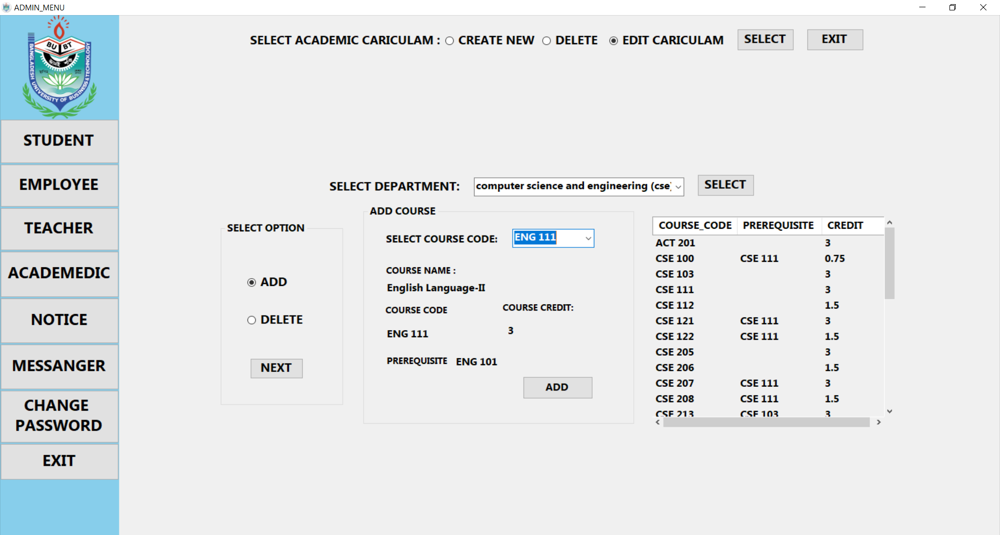 ADMIN_MENU
BU BT
BANGLADESH UNIVERSITY OF BUSINESS & TECHNOLOGY
STUDENT
EMPLOYEE
TEACHER
ACADEMEDIC
NOTICE
MESSANGER
CHANGE
PASSWORD
EXIT
SELECT ACADEMIC CARICULAM : CREATE NEW DELETE EDIT CARICULAM SELECT EXIT
SELECT DEPARTMENT: computer science and engineering (cse) SELECT
SELECT OPTION
ADD
DELETE
NEXT
ADD COURSE
SELECT COURSE CODE: ENG 111
COURSE NAME :
English Language-II
COURSE CODE COURSE CREDIT:
ENG 111 3
PREREQUISITE ENG 101
ADD
COURSE_CODE PREREQUISITE CREDIT
ACT 201 3
CSE 100 CSE 111 0.75
CSE 103 3
CSE 111 3
CSE 112 1.5
CSE 121 CSE 111 3
CSE 122 CSE 111 1.5
CSE 205 3
CSE 206 1.5
CSE 207 CSE 111 3
CSE 208 CSE 111 1.5
CSE 213 CSE 103 3